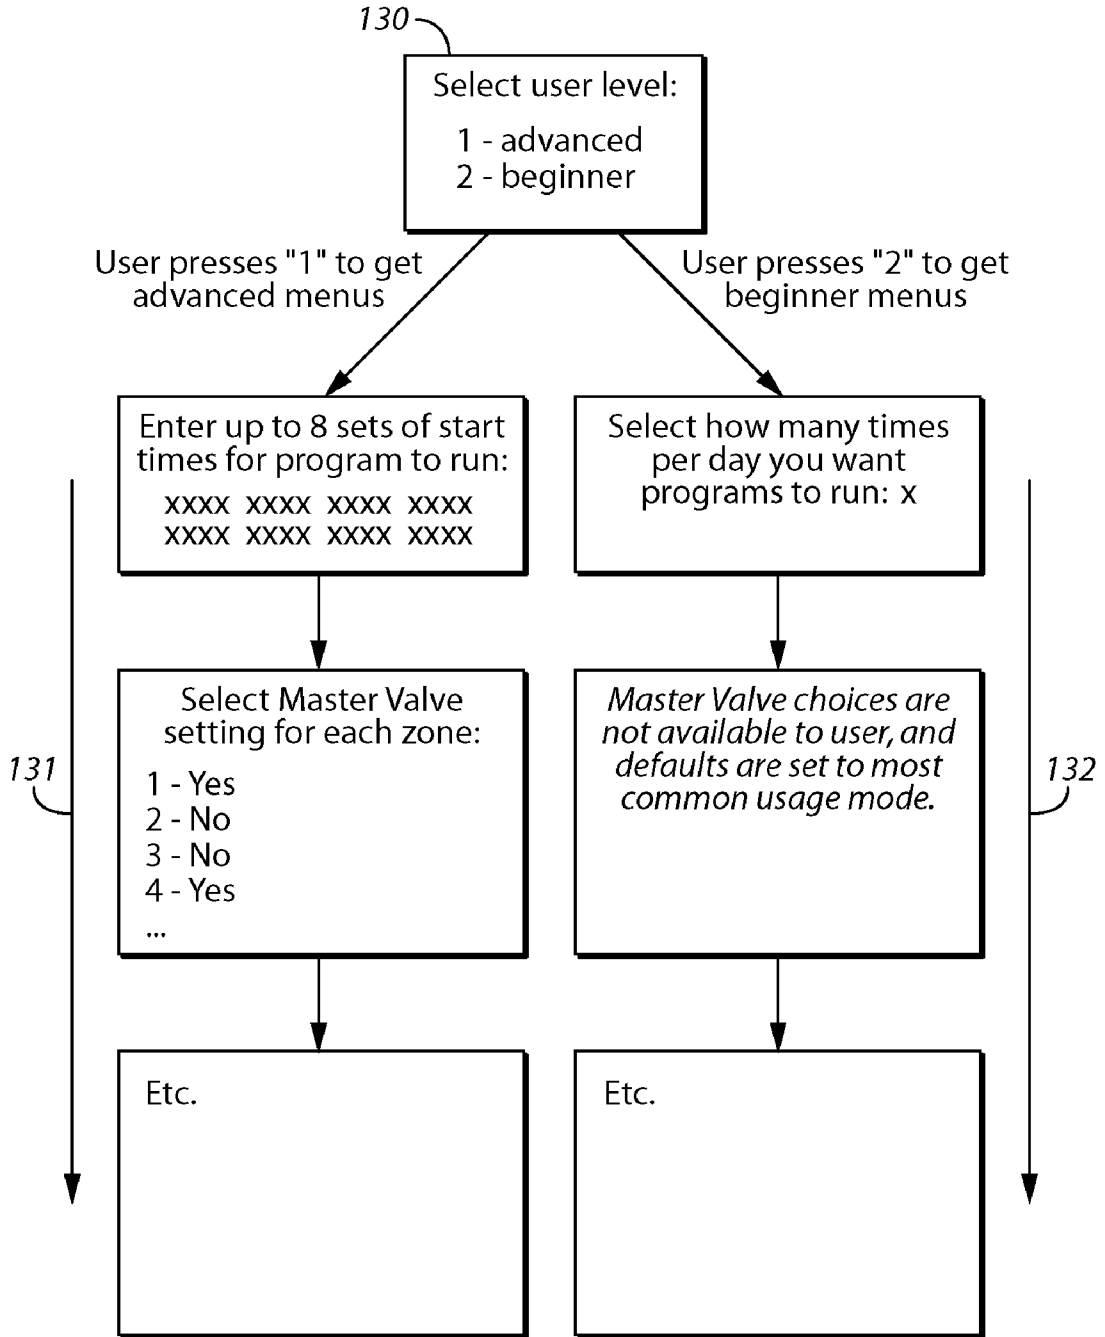 130
Select user level:
1 - advanced
2 - beginner
User presses "1" to get
advanced menus
User presses "2" to get
beginner menus
Enter up to 8 sets of start
times for program to run:
xxxx xxxx xxxx xxxx
xxxx xxxx xxxx xxxx
Select how many times
per day you want
programs to run: x
Select Master Valve
setting for each zone:
1 - Yes
2 - No
3 - No
4 - Yes
...
Master Valve choices are
not available to user, and
defaults are set to most
common usage mode.
131
132
Etc.
Etc.